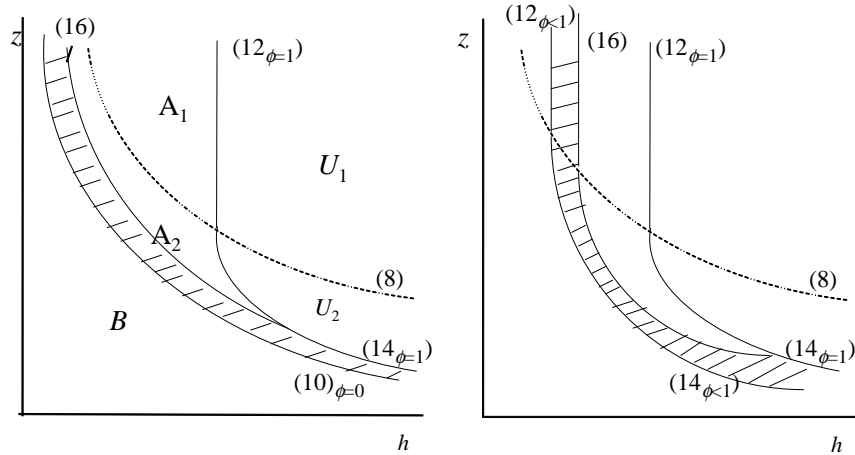 z
(16)
(12ϕ=1)
A1
U1
A2
(8)
B
U2
(14ϕ=1)
(10)ϕ=0
h
z
(12ϕ<1)
(16)
(12ϕ=1)
(8)
(14ϕ=1)
(14ϕ<1)
h